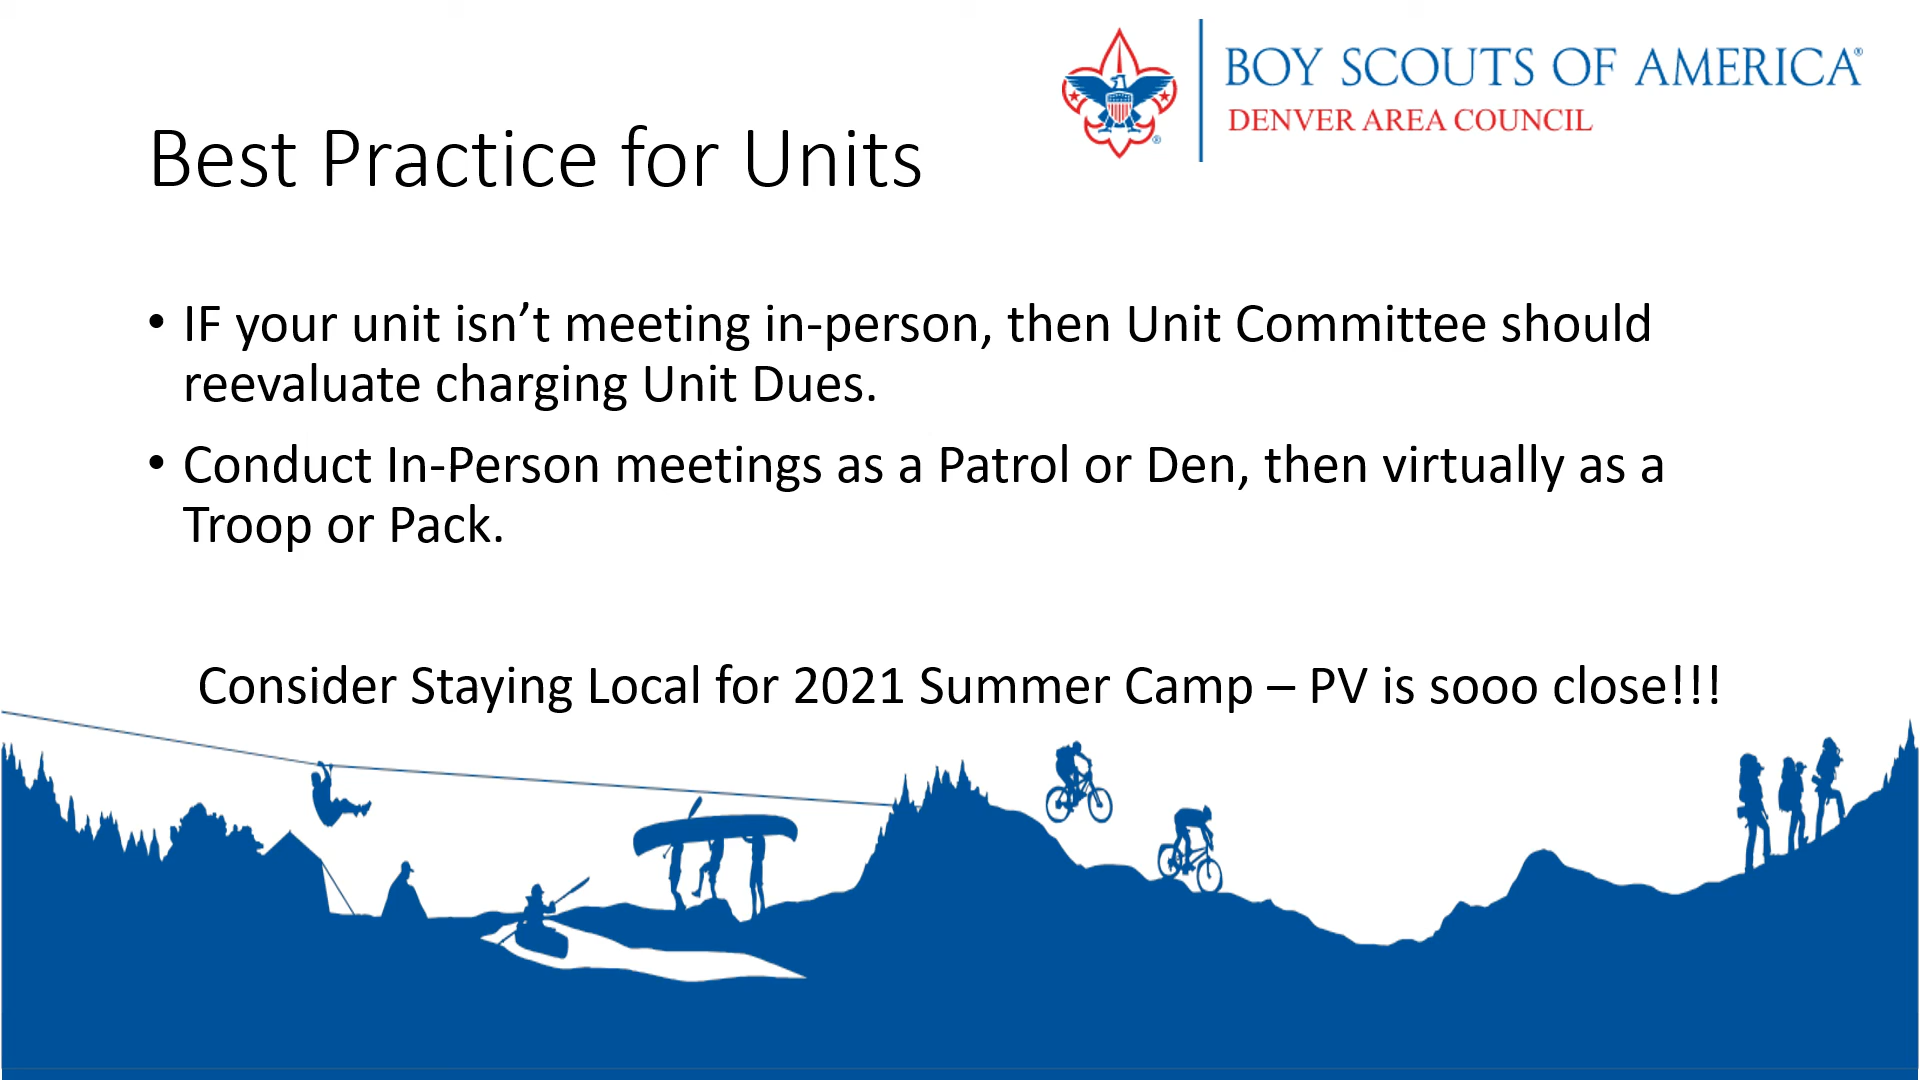 BOY SCOUTS OF AMERICA®
DENVER AREA COUNCIL
®
Best Practice for Units
• IF your unit isn’t meeting in-person, then Unit Committee should
reevaluate charging Unit Dues.
• Conduct In-Person meetings as a Patrol or Den, then virtually as a
Troop or Pack.
Consider Staying Local for 2021 Summer Camp – PV is sooo close!!!